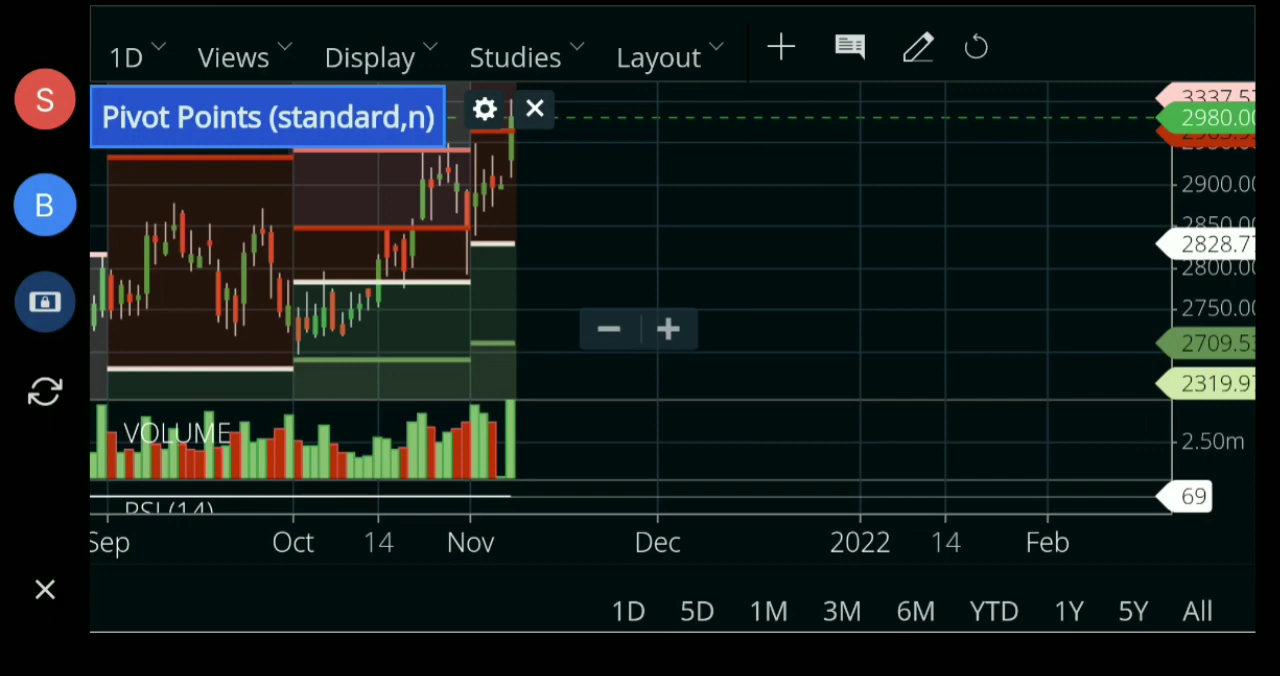 1D Views Display Studies Layout
S
Pivot Points (standard,n)
2980.00
2900.00
B
2828.77
2800.00
2750.00
2709.53
2319.97
VOLUME
2.50m
69
RSI(14)
Sep Oct 14 Nov Dec 2022 14 Feb
1D 5D 1M 3M 6M YTD 1Y 5Y All